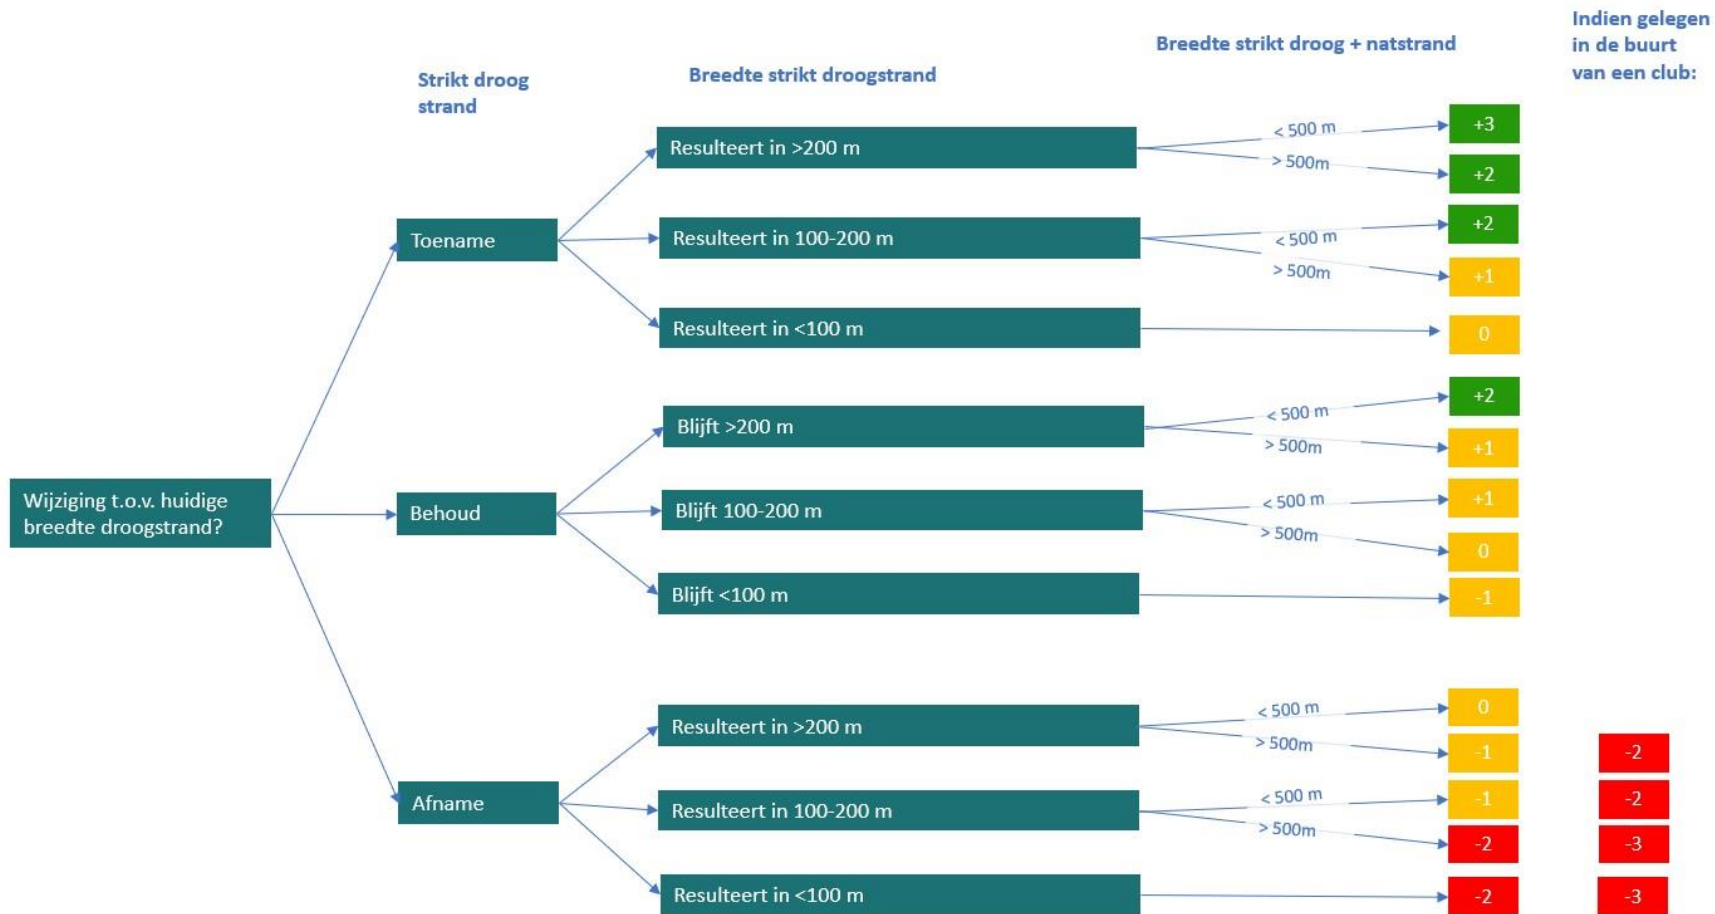 Indien gelegen
in de buurt
van een club:
Breedte strikt droog + natstrand
Breedte strikt droogstrand
Strikt droog
strand
Resulteert in >200 m
< 500 m
> 500m
+3
+2
Toename
Resulteert in 100-200 m
< 500 m
> 500m
+2
+1
Resulteert in <100 m
0
Blijft >200 m
< 500 m
> 500m
+2
+1
Wijziging t.o.v. huidige
breedte droogstrand?
Behoud
Blijft 100-200 m
< 500 m
> 500m
+1
0
Blijft <100 m
-1
Resulteert in >200 m
< 500 m
> 500m
0
-1
-2
Afname
Resulteert in 100-200 m
< 500 m
> 500m
-1
-2
-2
-3
Resulteert in <100 m
-2
-3